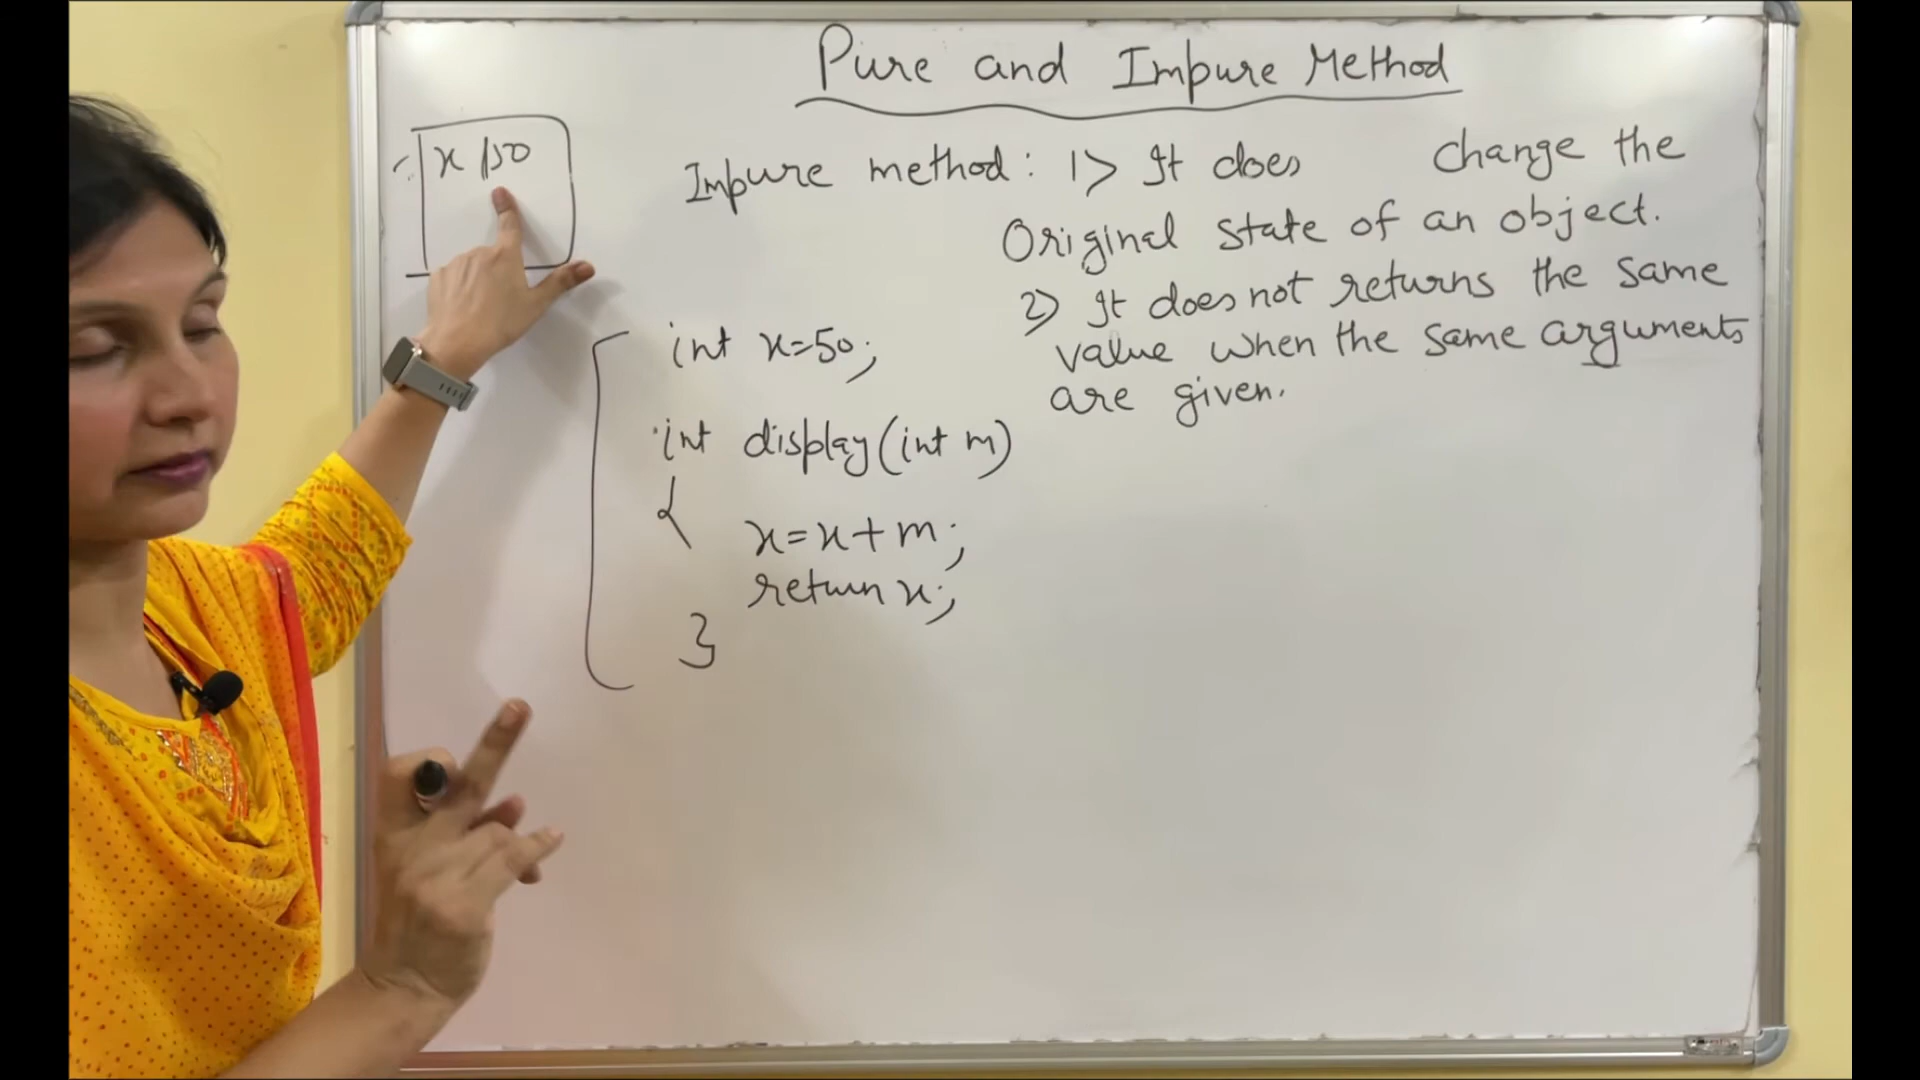 Pure and Impure Method
x 150
Impure method: 1> It does change the
Original state of an object.
2) It does not returns the same
value when the same arguments
are given.
int x=50;
int display(int m)
{
x=x+m;
return x;
}